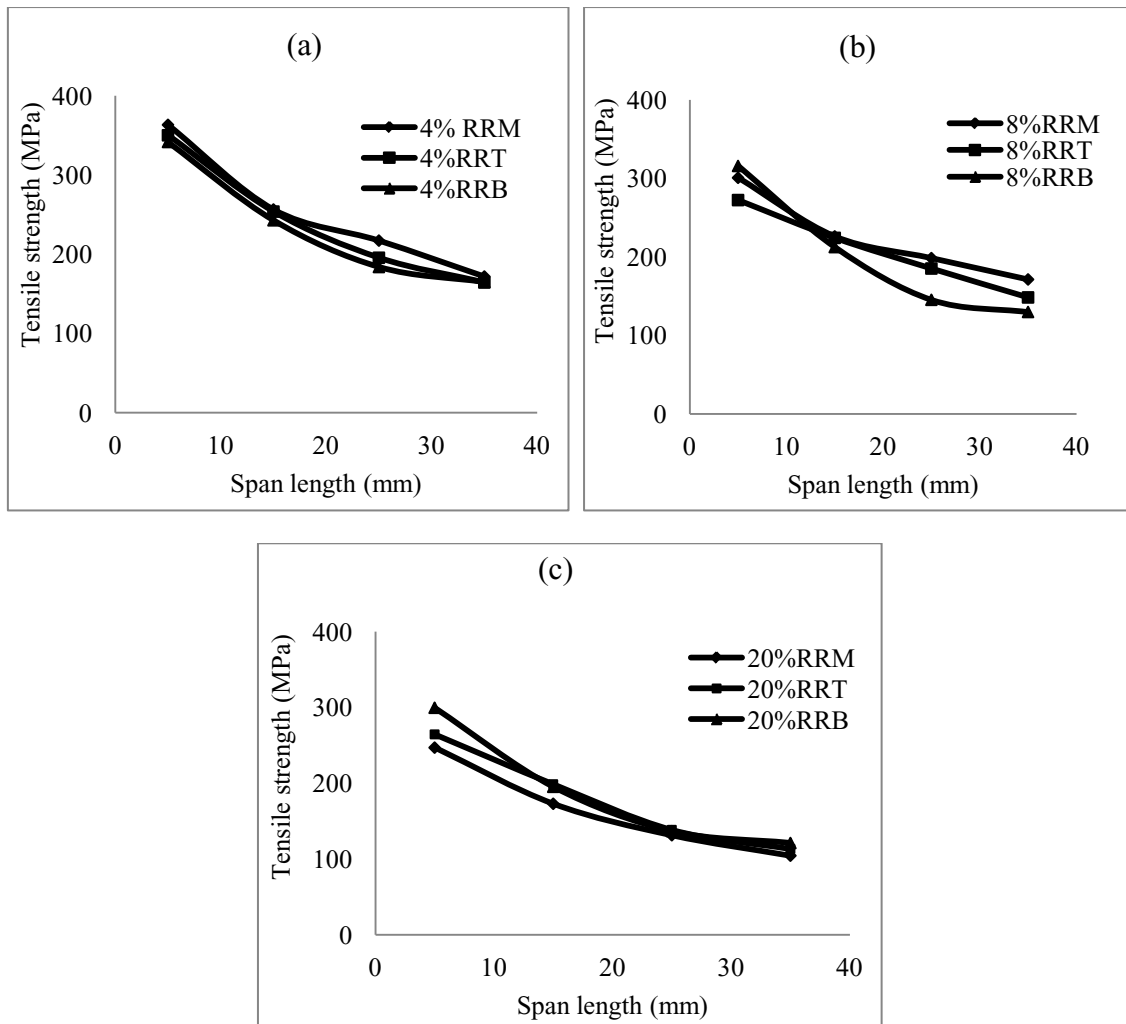 (a)
Tensile strength (MPa)
400
300
200
100
0
0 10 20 30 40
Span length (mm)
4% RRM
4%RRT
4%RRB
(b)
Tensile strength (MPa)
400
300
200
100
0
0 10 20 30 40
Span length (mm)
8%RRM
8%RRT
8%RRB
(c)
Tensile strength (MPa)
400
300
200
100
0
0 10 20 30 40
Span length (mm)
20%RRM
20%RRT
20%RRB